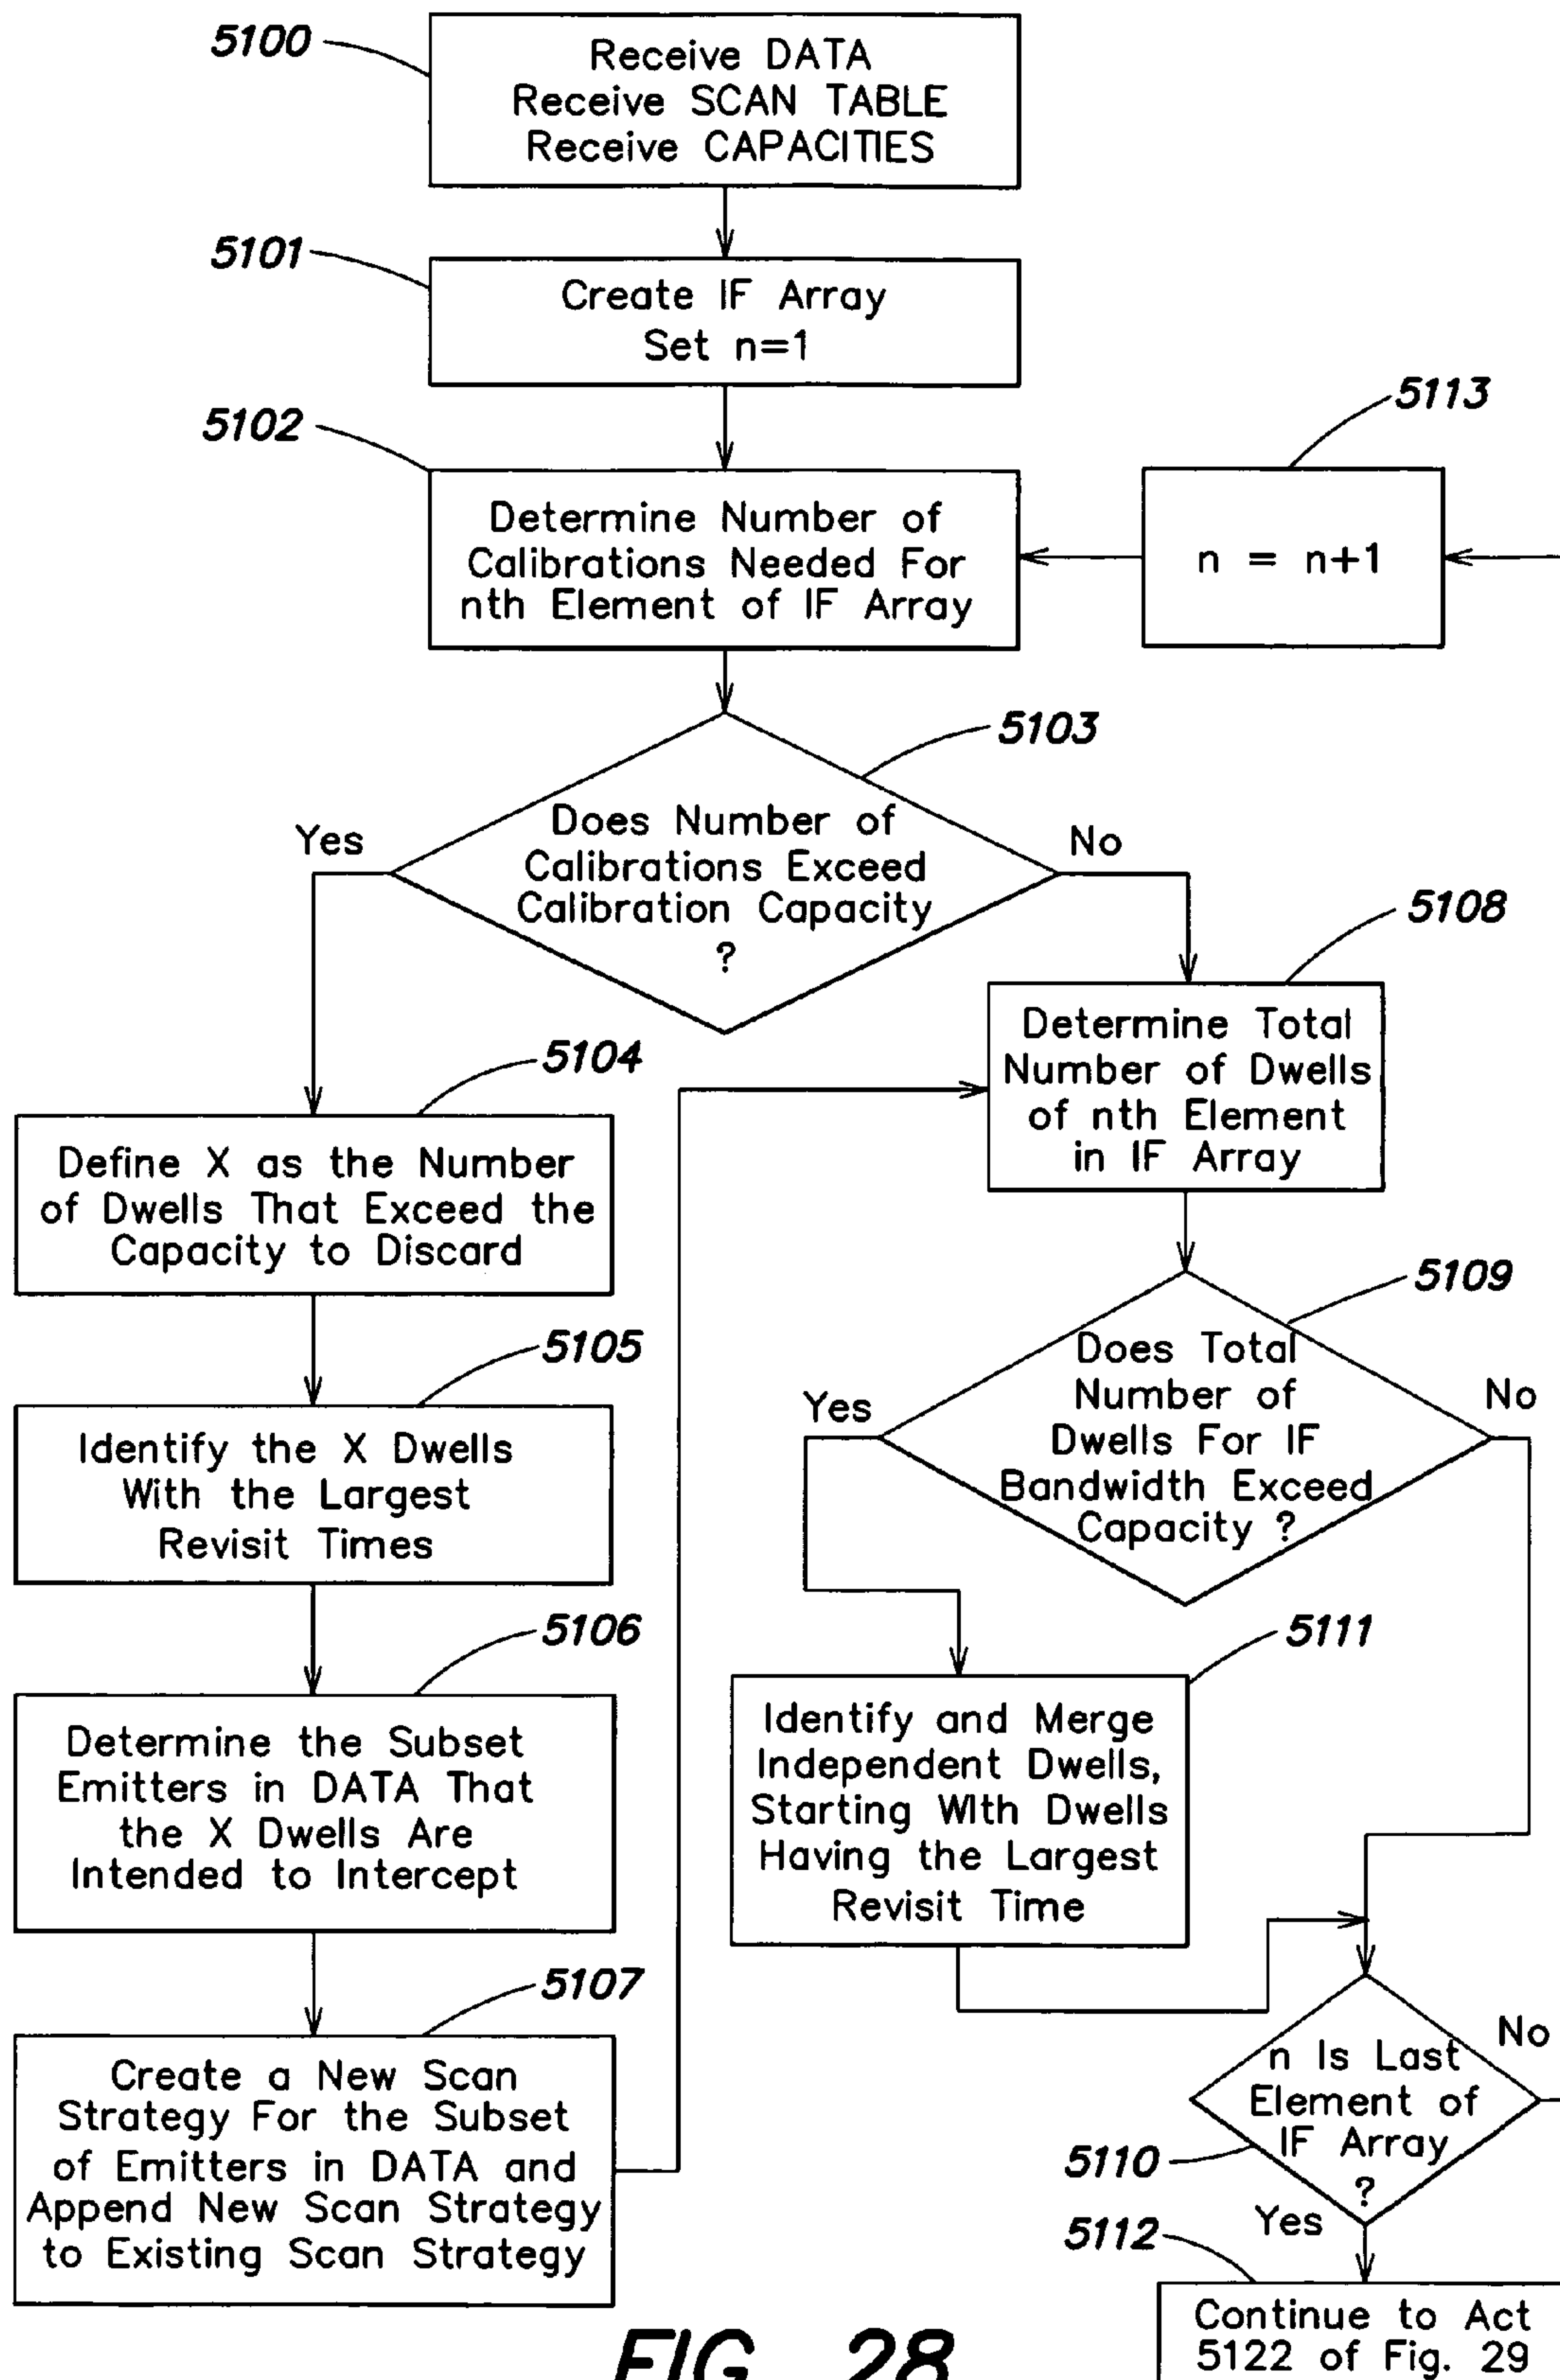 5100
Receive DATA
Receive SCAN TABLE
Receive CAPACITIES
5101
Create IF Array
Set n=1
5102
Determine Number of
Calibrations Needed For
nth Element of IF Array
5113
n = n+1
5103
Does Number of
Calibrations Exceed
Calibration Capacity
?
Yes
No
5104
Define X as the Number
of Dwells That Exceed the
Capacity to Discard
5105
Identify the X Dwells
With the Largest
Revisit Times
5106
Determine the Subset
Emitters in DATA That
the X Dwells Are
Intended to Intercept
5107
Create a New Scan
Strategy For the Subset
of Emitters in DATA and
Append New Scan Strategy
to Existing Scan Strategy
5108
Determine Total
Number of Dwells
of nth Element
in IF Array
5109
Does Total
Number of
Dwells For IF
Bandwidth Exceed
Capacity ?
Yes
No
5111
Identify and Merge
Independent Dwells,
Starting WIth Dwells
Having the Largest
Revisit Time
5110
n Is Last
Element of
IF Array
?
No
Yes
5112
Continue to Act
5122 of Fig. 29
FIG. 28